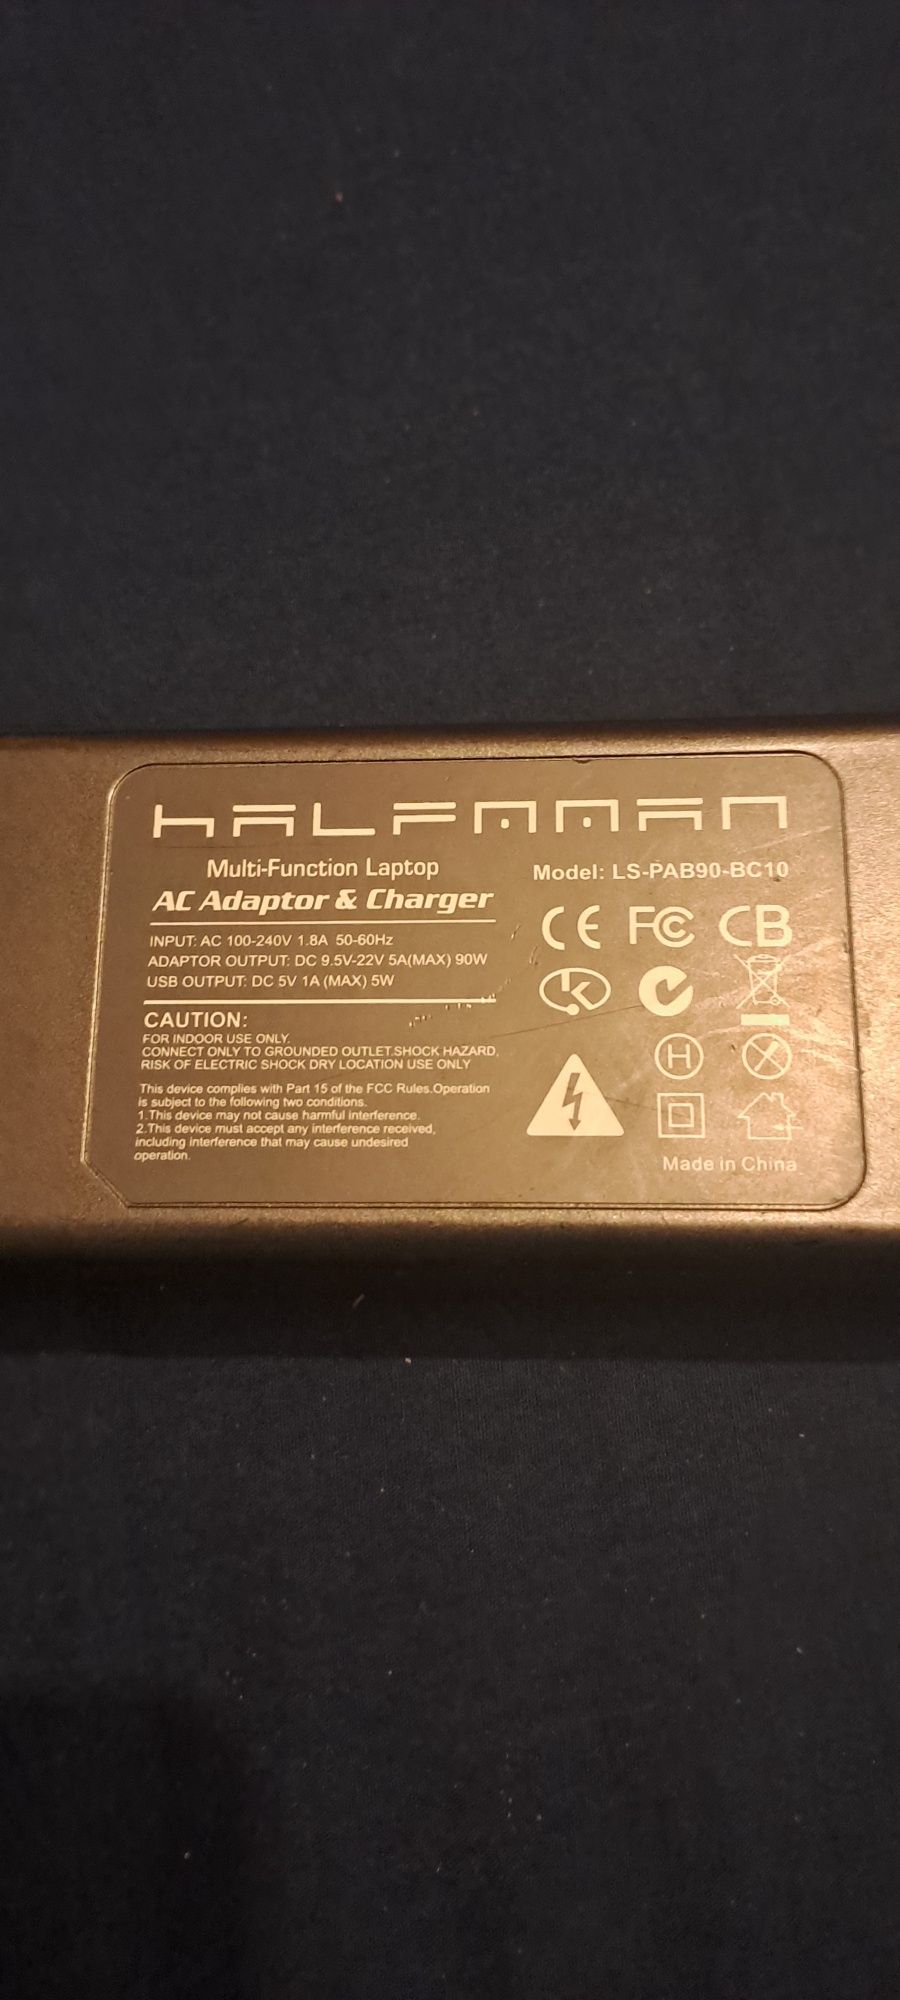 HALFMMAN
Multi-Function Laptop
AC Adaptor & Charger
Model: LS-PAB90-BC10
INPUT: AC 100-240V 1.8A 50-60Hz
ADAPTOR OUTPUT: DC 9.5V-22V 5A(MAX) 90W
USB OUTPUT: DC 5V 1A (MAX) 5W
CE FC CB
K
CAUTION:
FOR INDOOR USE ONLY.
CONNECT ONLY TO GROUNDED OUTLET.SHOCK HAZARD,
RISK OF ELECTRIC SHOCK DRY LOCATION USE ONLY
H
This device complies with Part 15 of the FCC Rules.Operation
is subject to the following two conditions.
1.This device may not cause harmful interference.
2.This device must accept any interference received,
including interference that may cause undesired
operation.
Made in China